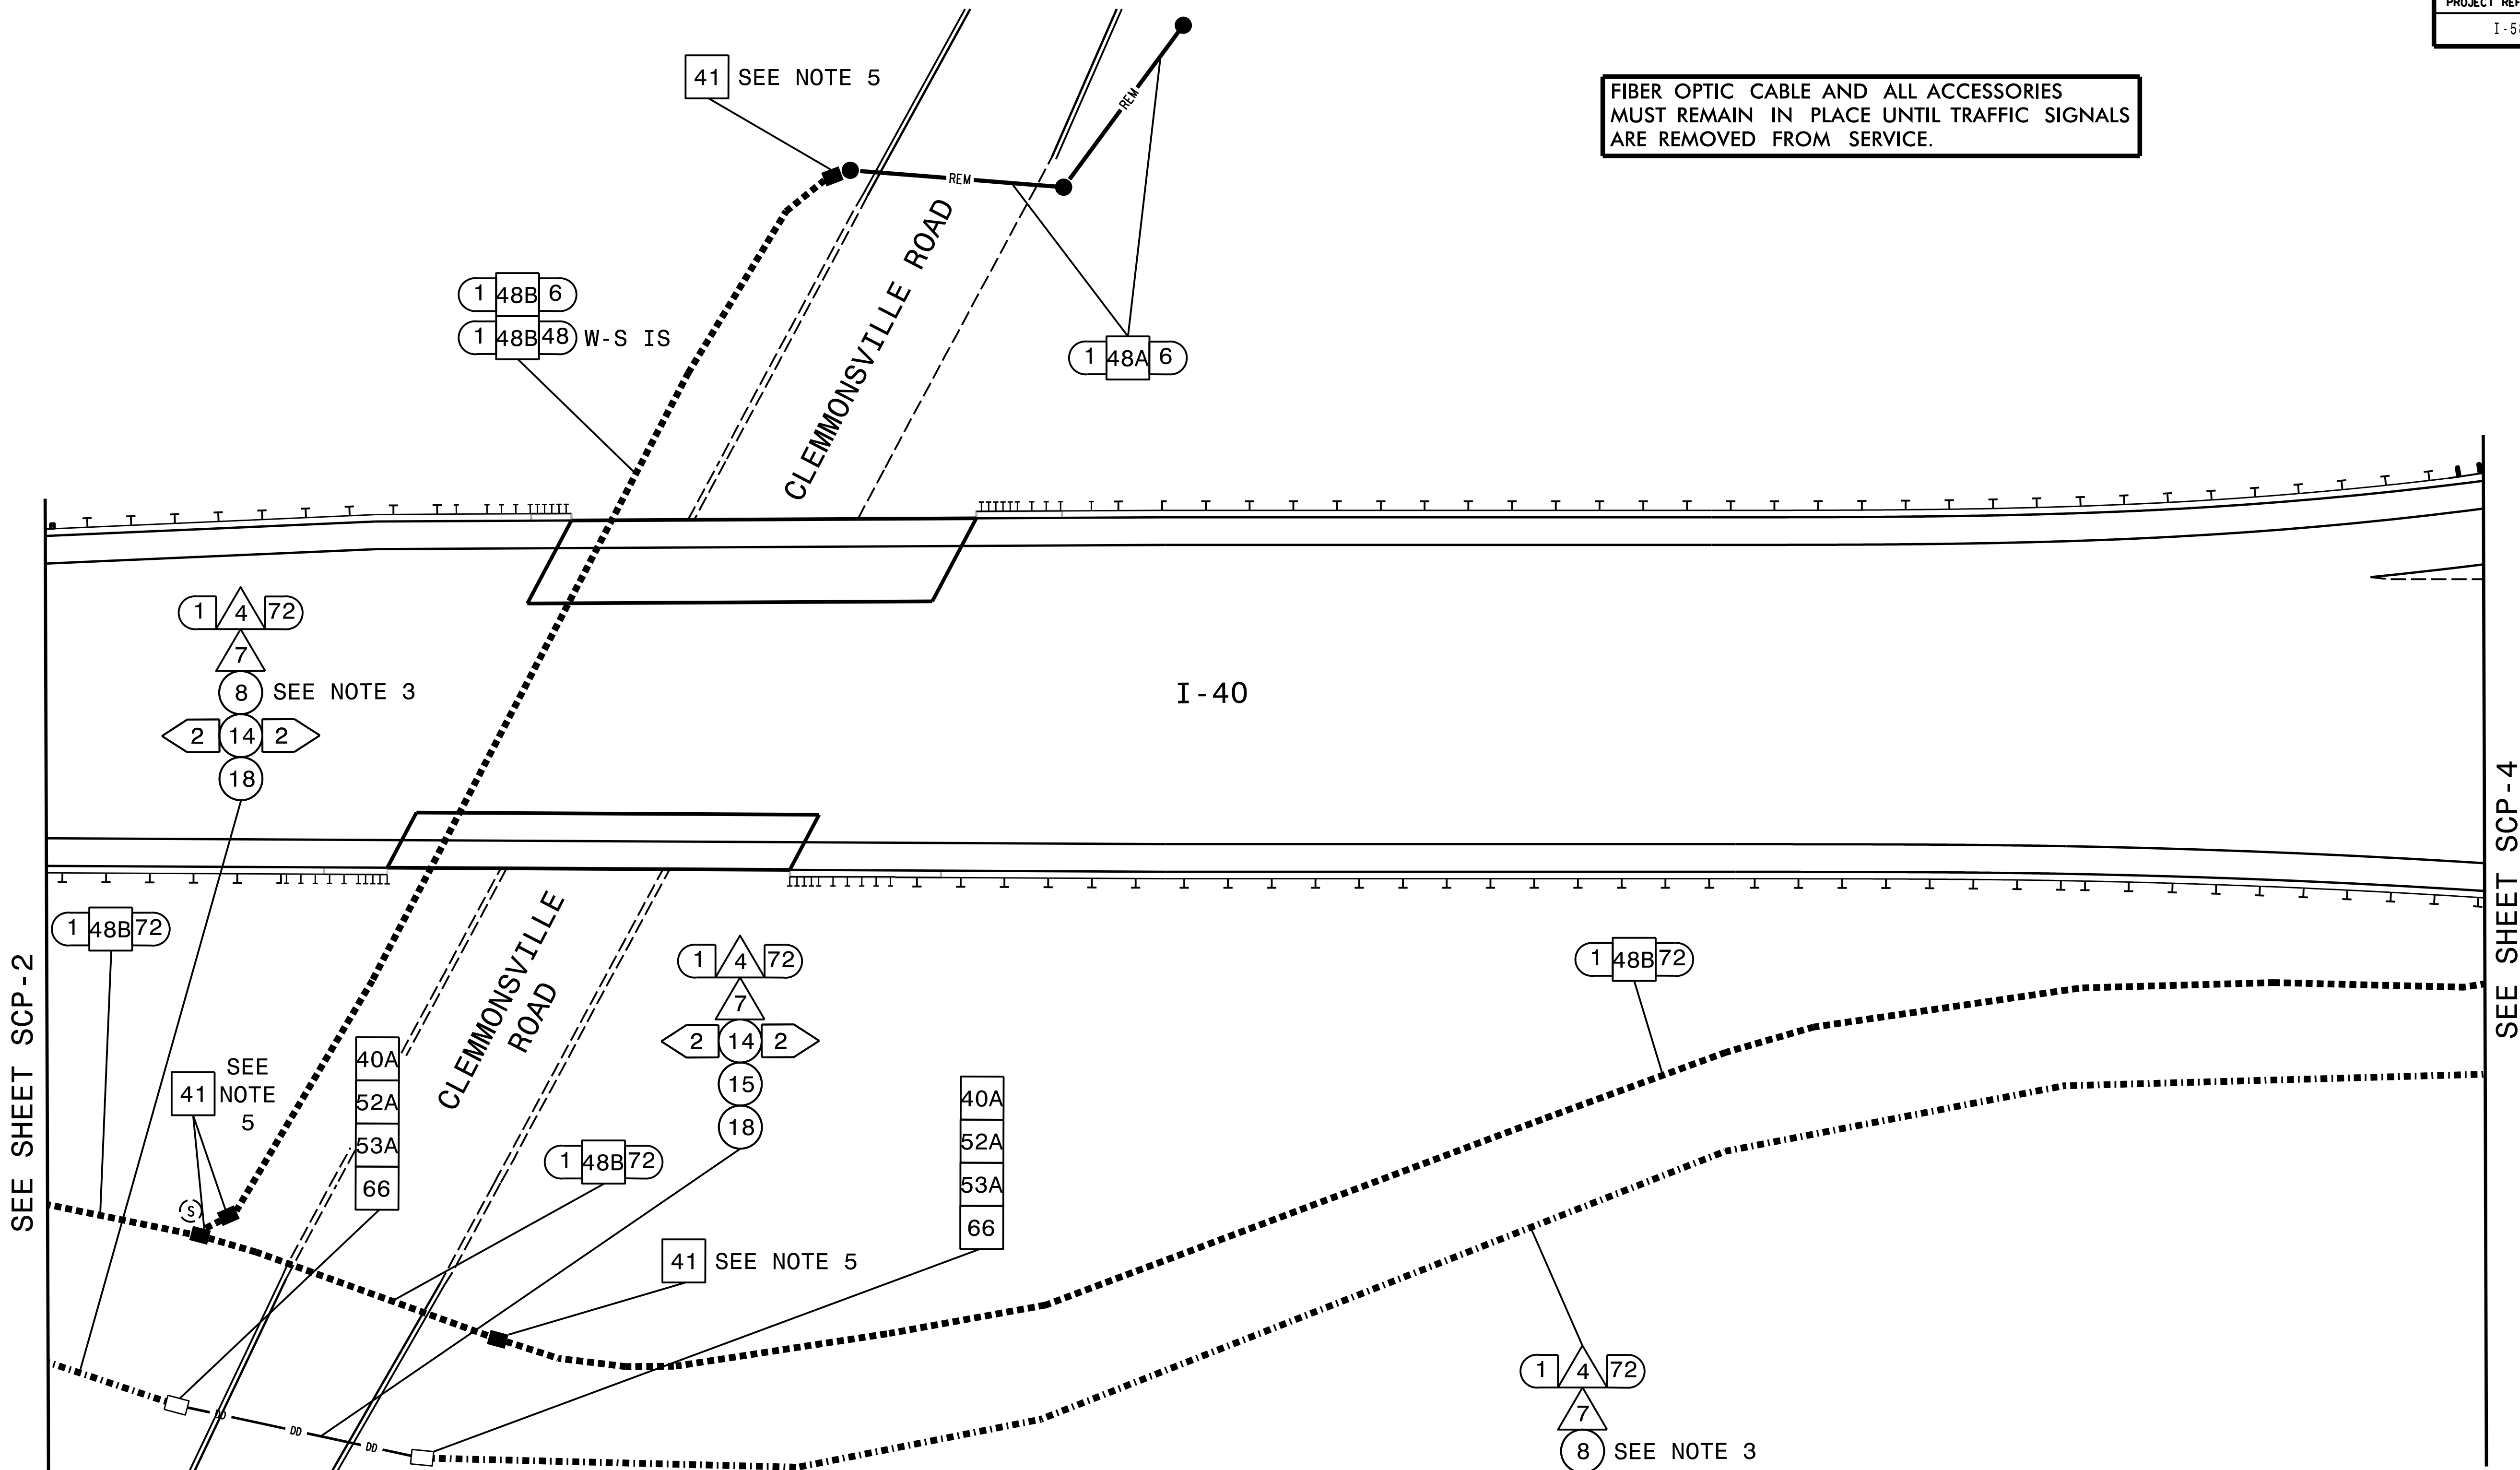 PROJECT REF
I-5
41 SEE NOTE 5
FIBER OPTIC CABLE AND ALL ACCESSORIES
MUST REMAIN IN PLACE UNTIL TRAFFIC SIGNALS
ARE REMOVED FROM SERVICE.
REM
REM
CLEMMONSVILLE ROAD
1 48B 6
1 48B 48 W-S IS
1 48A 6
1 4 72
7
8 SEE NOTE 3
2 14 2
18
I-40
SEE SHEET SCP-2
SEE SHEET SCP-4
1 48B 72
CLEMMONSVILLE
ROAD
41
SEE
NOTE
5
S
40A
52A
53A
66
1 4 72
7
2 14 2
15
18
1 48B 72
40A
52A
53A
66
1 48B 72
41 SEE NOTE 5
DD
DD
DD
1 4 72
7
8 SEE NOTE 3